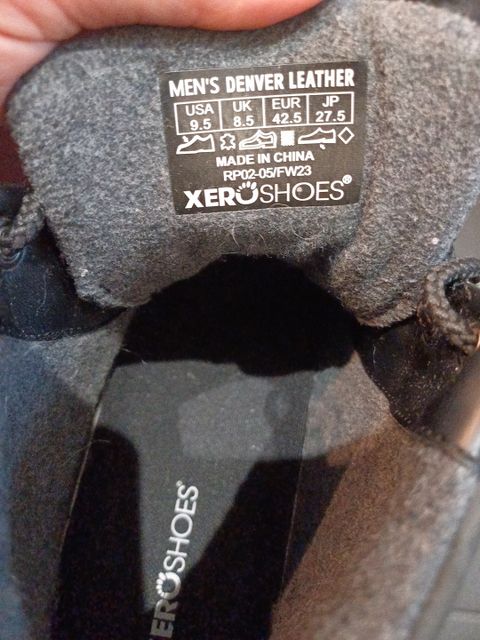 MEN'S DENVER LEATHER
USA UK EUR JP
9.5 8.5 42.5 27.5
MADE IN CHINA
RP02-05/FW23
XEROSHOES®
XEROSHOES®